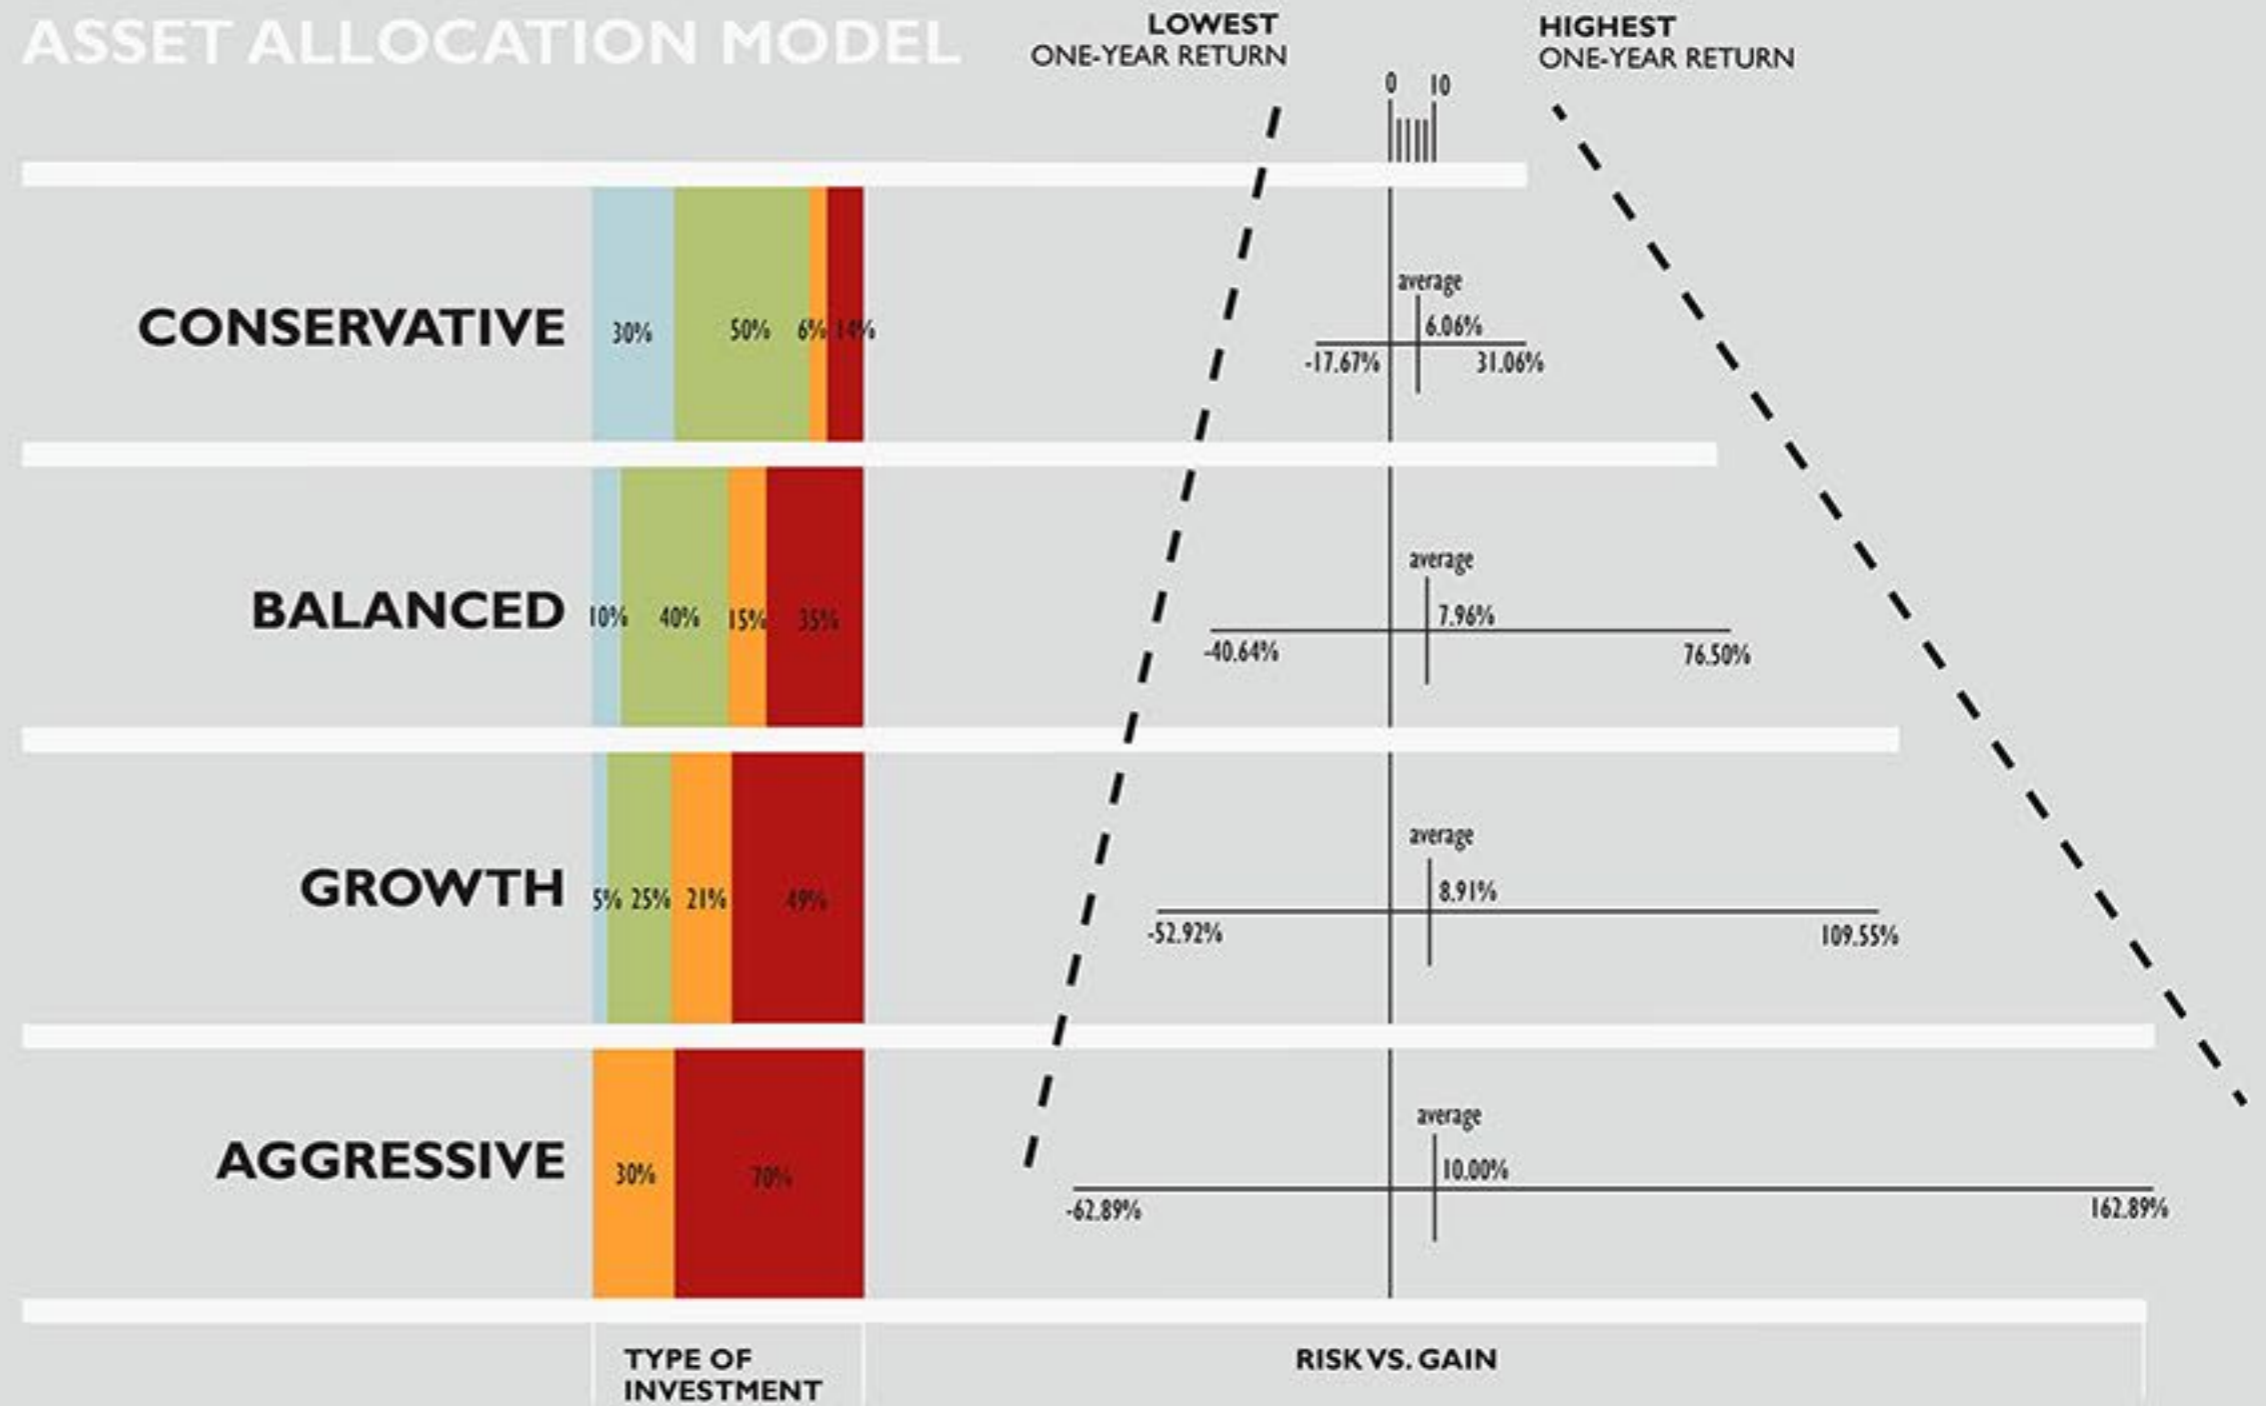 ASSET ALLOCATION MODEL
LOWEST
ONE-YEAR RETURN
HIGHEST
ONE-YEAR RETURN
0 10
CONSERVATIVE
30% 50% 6% 14%
average
6.06%
-17.67% 31.06%
BALANCED
10% 40% 15% 35%
average
7.96%
-40.64% 76.50%
GROWTH
5% 25% 21% 49%
average
8.91%
-52.92% 109.55%
AGGRESSIVE
30% 70%
average
10.00%
-62.89% 162.89%
TYPE OF
INVESTMENT
RISK VS. GAIN